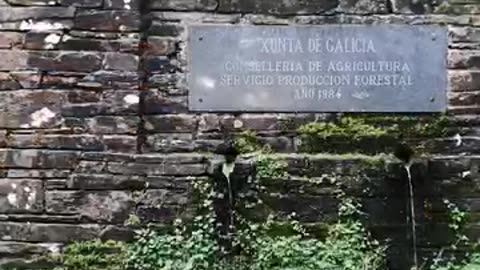 XUNTA DE GALICIA
CONSELLERIA DE AGRICULTURA
SERVICIO PRODUCCION FORESTAL
AÑO 1984